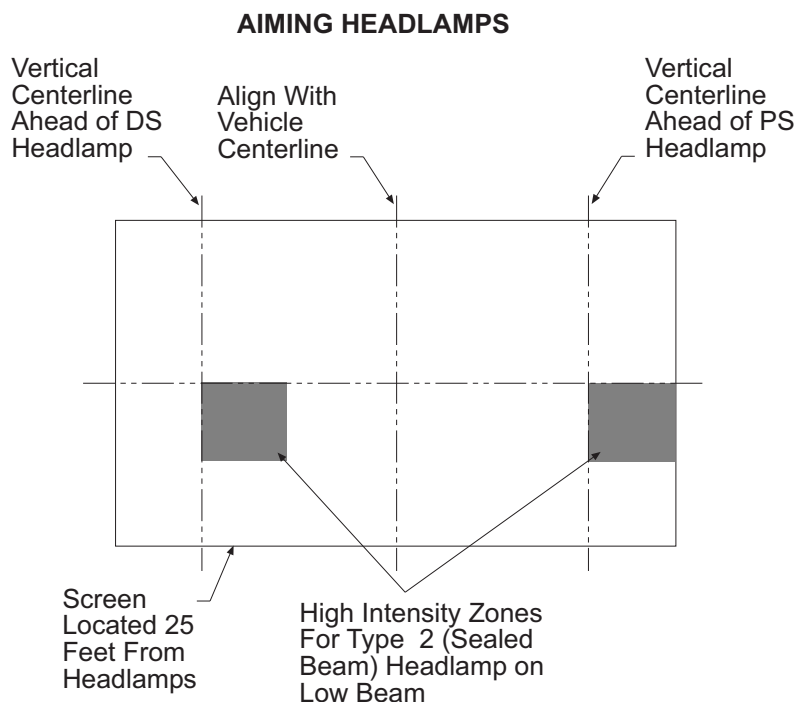 AIMING HEADLAMPS
Vertical
Centerline
Ahead of DS
Headlamp
Align With
Vehicle
Centerline
Vertical
Centerline
Ahead of PS
Headlamp
Screen
Located 25
Feet From
Headlamps
High Intensity Zones
For Type 2 (Sealed
Beam) Headlamp on
Low Beam